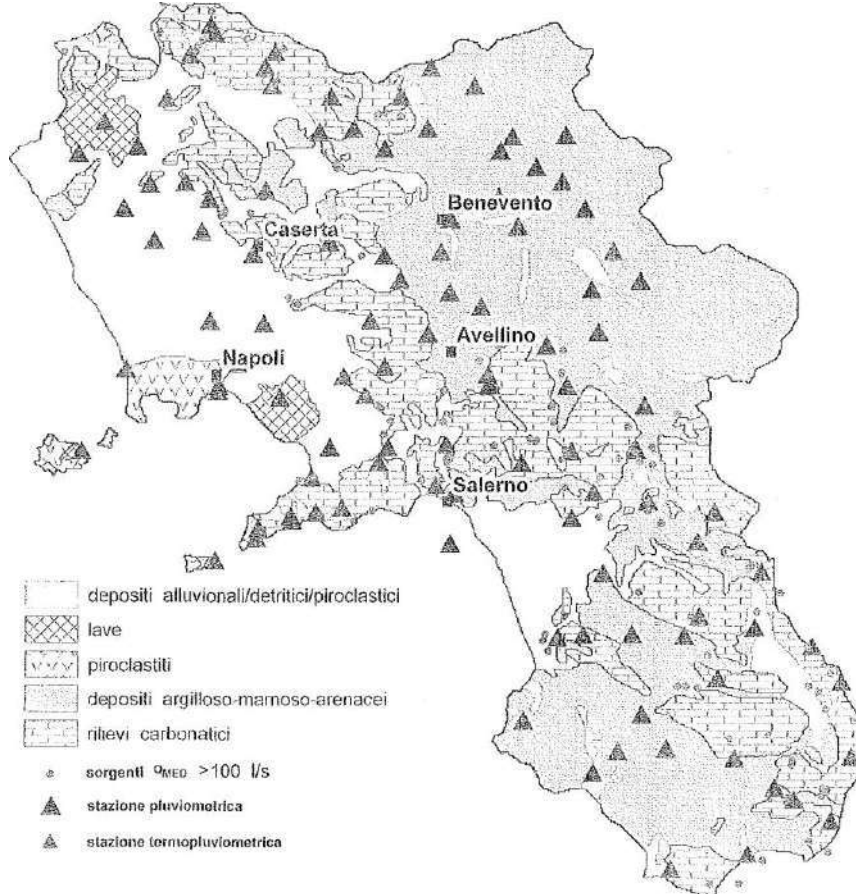 Benevento
Caserta
Avellino
Napoli
Salerno
depositi alluvionali/detritici/piroclastici
lave
piroclastiti
depositi argilloso-marnoso-arenacei
rilievi carbonatici
sorgenti QMED >100 l/s
stazione pluviometrica
stazione termopluviometrica